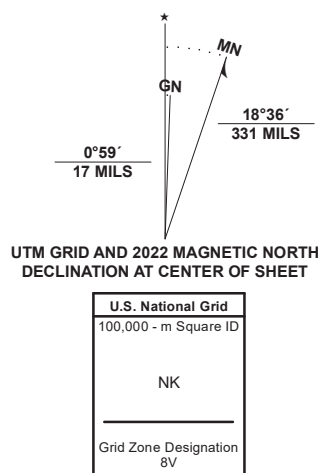 ★
MN
GN
18°36´
331 MILS
0°59´
17 MILS
UTM GRID AND 2022 MAGNETIC NORTH
DECLINATION AT CENTER OF SHEET
U.S. National Grid
100,000 - m Square ID
NK
Grid Zone Designation
8V